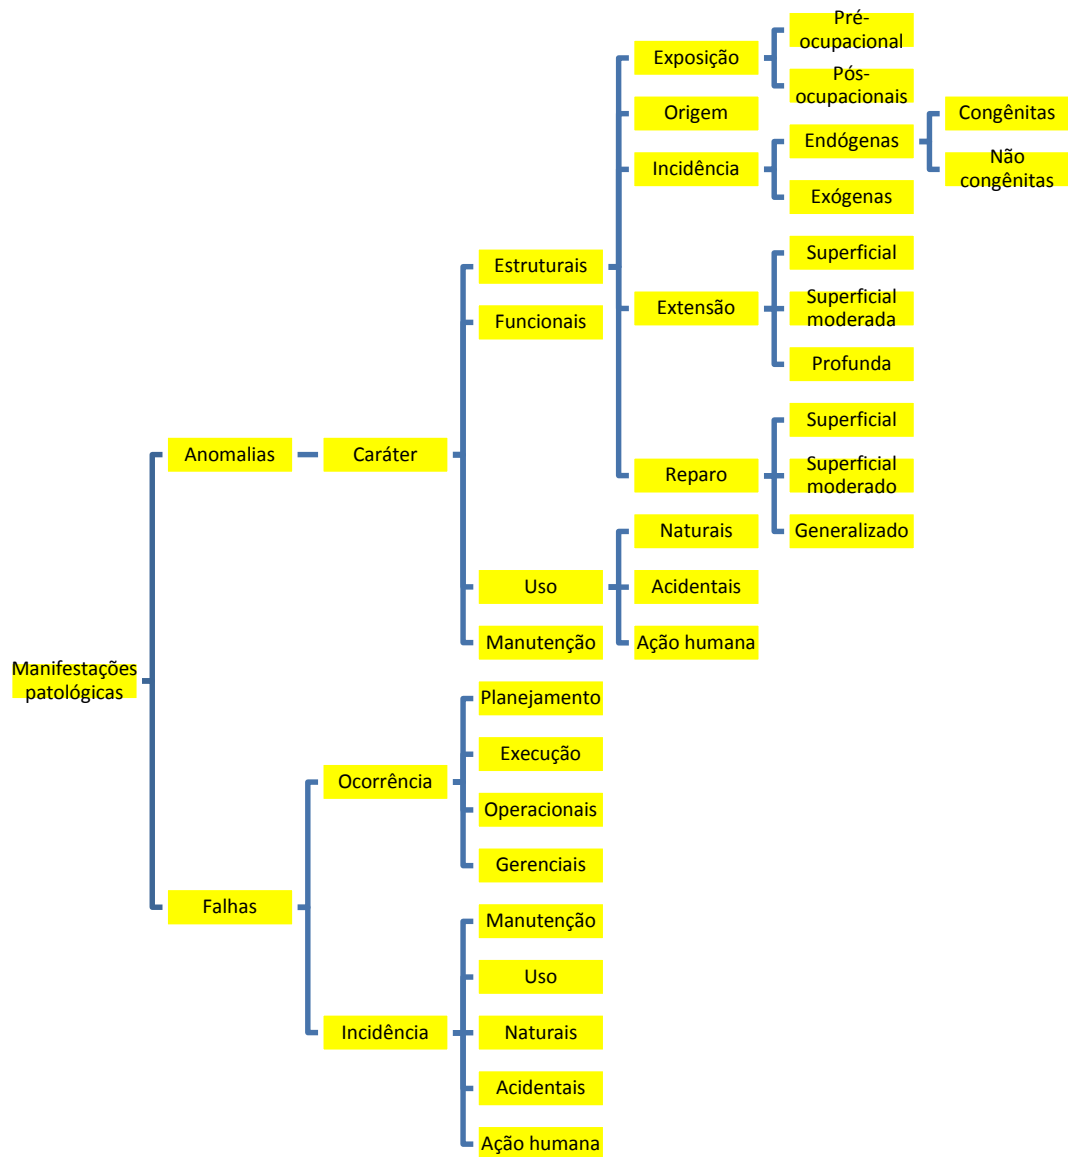 Pré-
ocupacional
Exposição
Pós-
ocupacionais
Origem
Congênitas
Endógenas
Incidência
Não
congênitas
Exógenas
Superficial
Estruturais
Extensão
Superficial
moderada
Funcionais
Profunda
Superficial
Anomalias
Caráter
Reparo
Superficial
moderado
Naturais
Generalizado
Uso
Acidentais
Manutenção
Ação humana
Manifestações
patológicas
Planejamento
Execução
Ocorrência
Operacionais
Gerenciais
Falhas
Manutenção
Uso
Incidência
Naturais
Acidentais
Ação humana